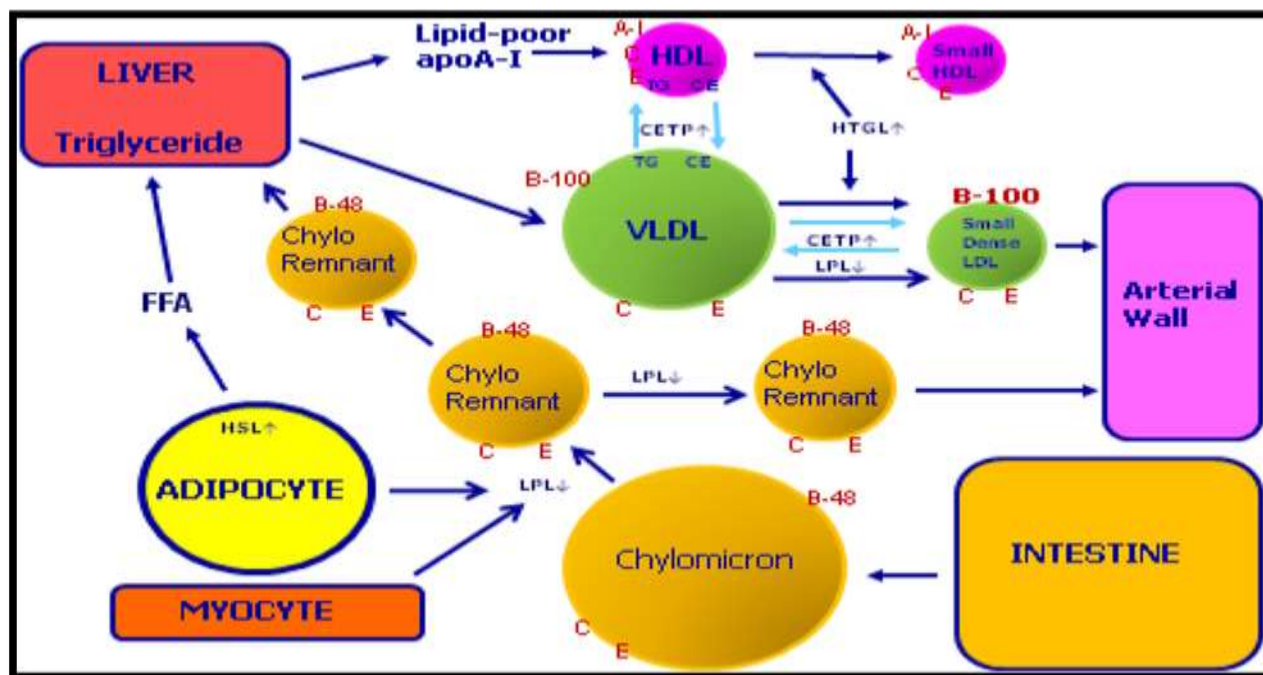 LIVER
Triglyceride
Lipid-poor
apoA-I
A-I
C
E
HDL
TG CE
A-I
C
E
Small
HDL
CETP↑
HTGL↑
B-100
TG CE
VLDL
C E
CETP↑
LPL↓
B-100
Small
Dense
LDL
C E
Arterial
Wall
B-48
Chylo
Remnant
C E
FFA
B-48
Chylo
Remnant
C E
LPL↓
B-48
Chylo
Remnant
C E
HSL↑
ADIPOCYTE
LPL↓
MYOCYTE
B-48
Chylomicron
C
E
INTESTINE